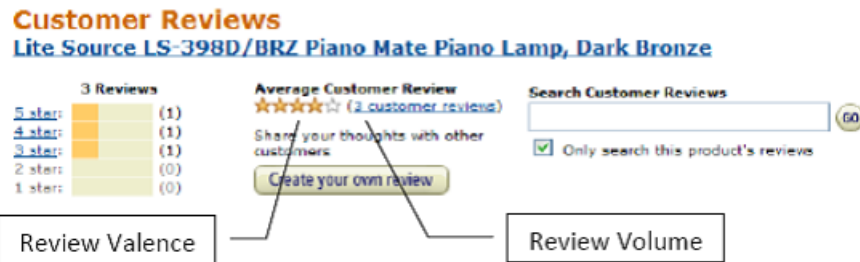 Customer Reviews
Lite Source LS-398D/BRZ Piano Mate Piano Lamp, Dark Bronze
3 Reviews
5 star: (1)
4 star: (1)
3 star: (1)
2 star: (0)
1 star: (0)
Average Customer Review
(3 customer reviews)
Share your thoughts with other
customers
Create your own review
Search Customer Reviews
GO
Only search this product's reviews
Review Valence
Review Volume